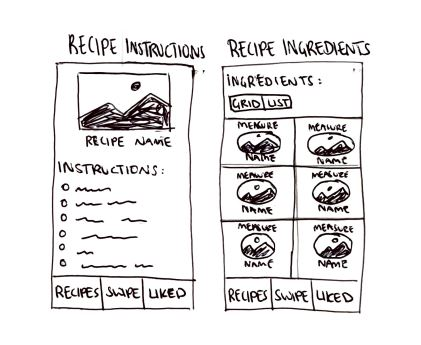 RECIPE INSTRUCTIONS
RECIPE NAME
INSTRUCTIONS:
RECIPES SWIPE LIKED
RECIPE INGREDIENTS
INGREDIENTS:
GRID LIST
MEASURE MEASURE
NAME NAME
MEASURE MEASURE
NAME NAME
MEASURE MEASURE
NAME NAME
RECIPES SWIPE LIKED